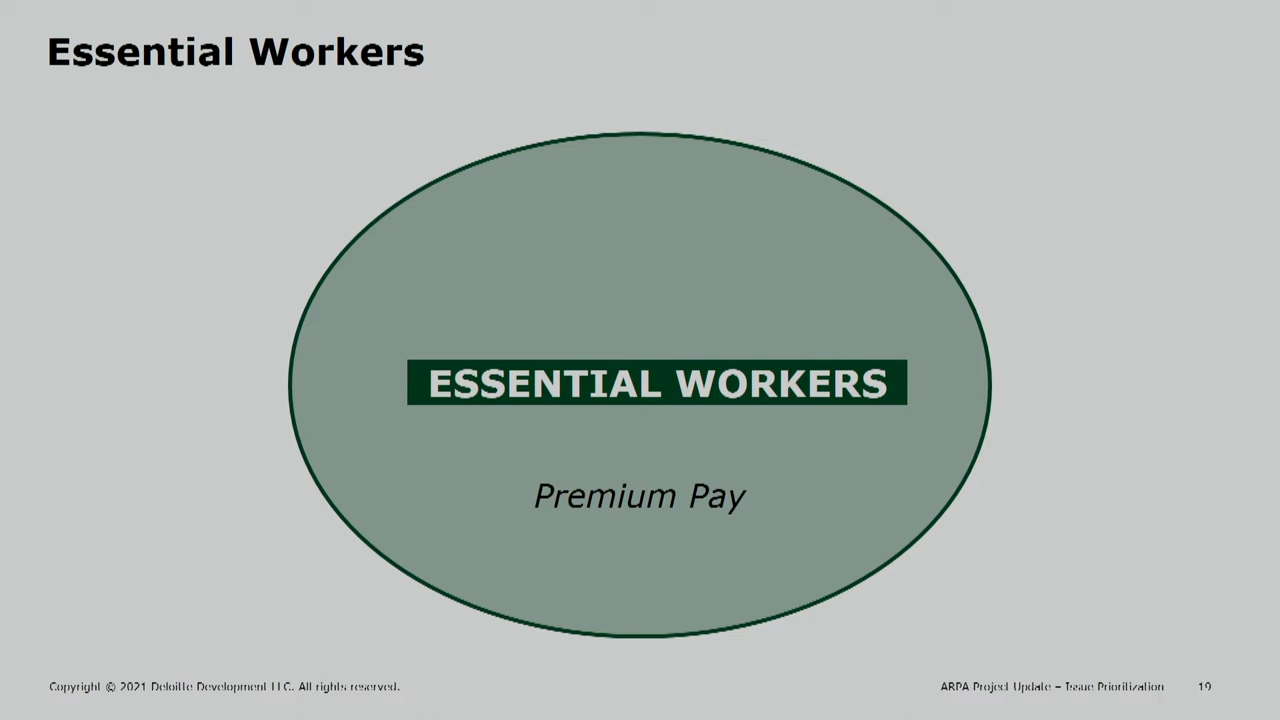 Essential Workers
ESSENTIAL WORKERS
Premium Pay
Copyright © 2021 Deloitte Development LLC. All rights reserved.
ARPA Project Update – Issue Prioritization
19